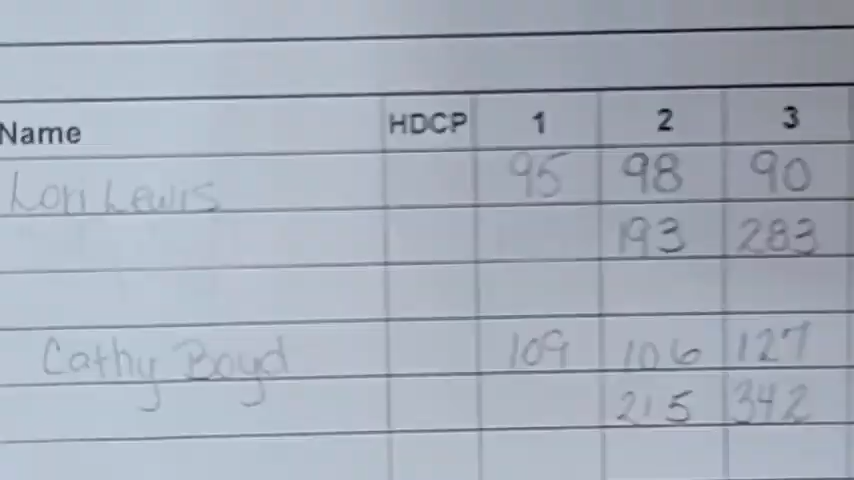 Name HDCP 1 2 3
Lori Lewis 95 98 90
193 283
Cathy Boyd 109 106 127
215 342